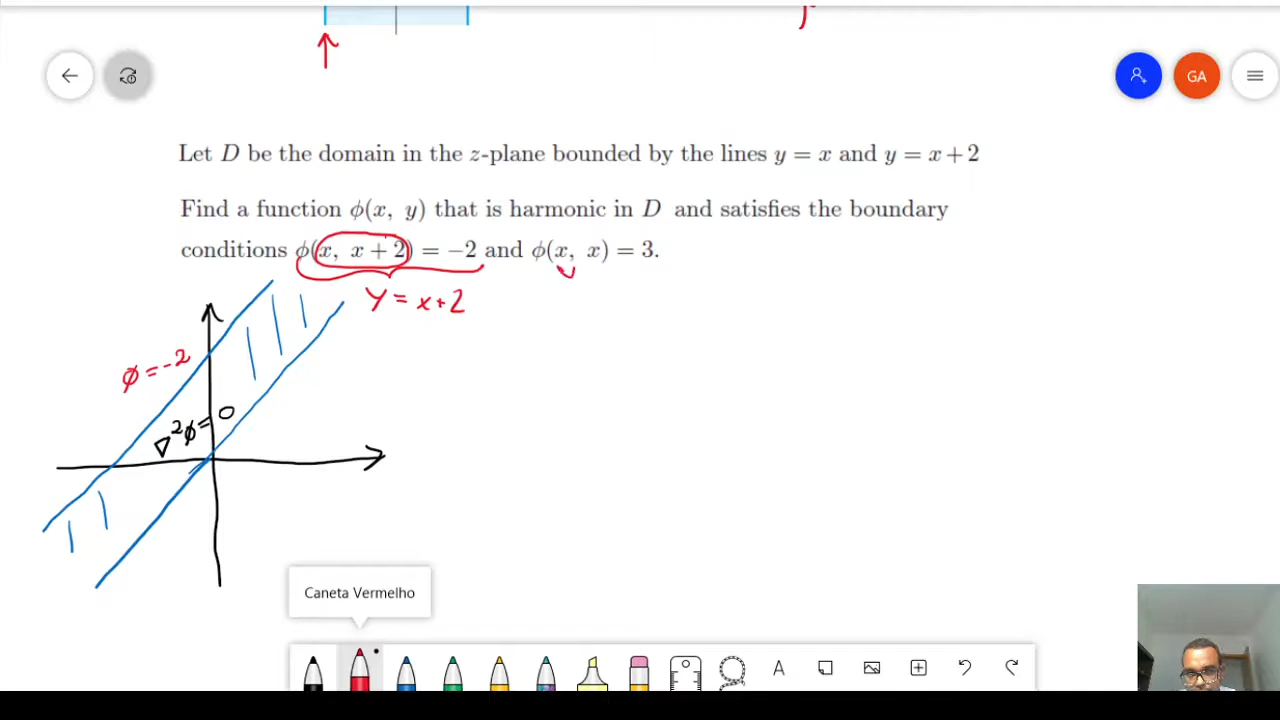 GA
Let D be the domain in the z-plane bounded by the lines y = x and y = x + 2
Find a function ϕ(x, y) that is harmonic in D and satisfies the boundary
conditions ϕ(x, x + 2) = −2 and ϕ(x, x) = 3.
Y = x+2
ϕ = -2
∇²ϕ = 0
Caneta Vermelho
A